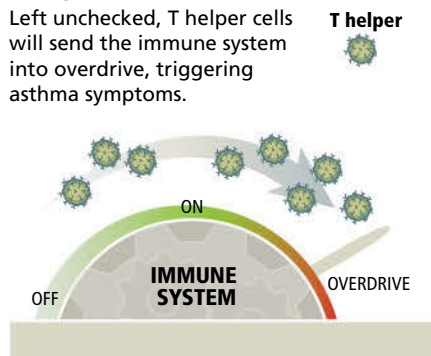 Left unchecked, T helper cells
will send the immune system
into overdrive, triggering
asthma symptoms.
T helper
ON
OFF
IMMUNE
SYSTEM
OVERDRIVE